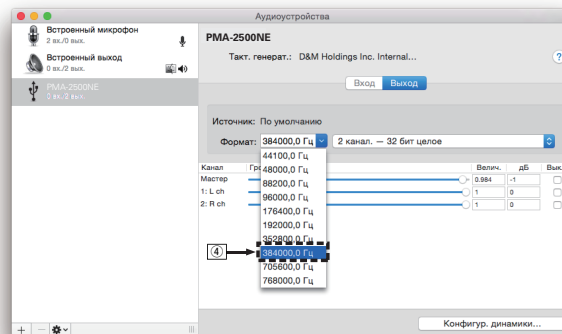 Аудиоустройства
Встроенный микрофон
2 вх./0 вых.
Встроенный выход
0 вх./2 вых.
PMA-2500NE
0 вх./2 вых.
PMA-2500NE
Такт. генерат.: D&M Holdings Inc. Internal...
?
Вход Выход
Источник: По умолчанию
Формат: 384000,0 Гц 2 канал. — 32 бит целое
44100,0 Гц
48000,0 Гц
88200,0 Гц
96000,0 Гц
176400,0 Гц
192000,0 Гц
352800,0 Гц
④ 384000,0 Гц
705600,0 Гц
768000,0 Гц
Канал Велич. дБ Вык.
Мастер 0.984 -1
1: L ch 1 0
2: R ch 1 0
+ −
Конфигур. динамики...